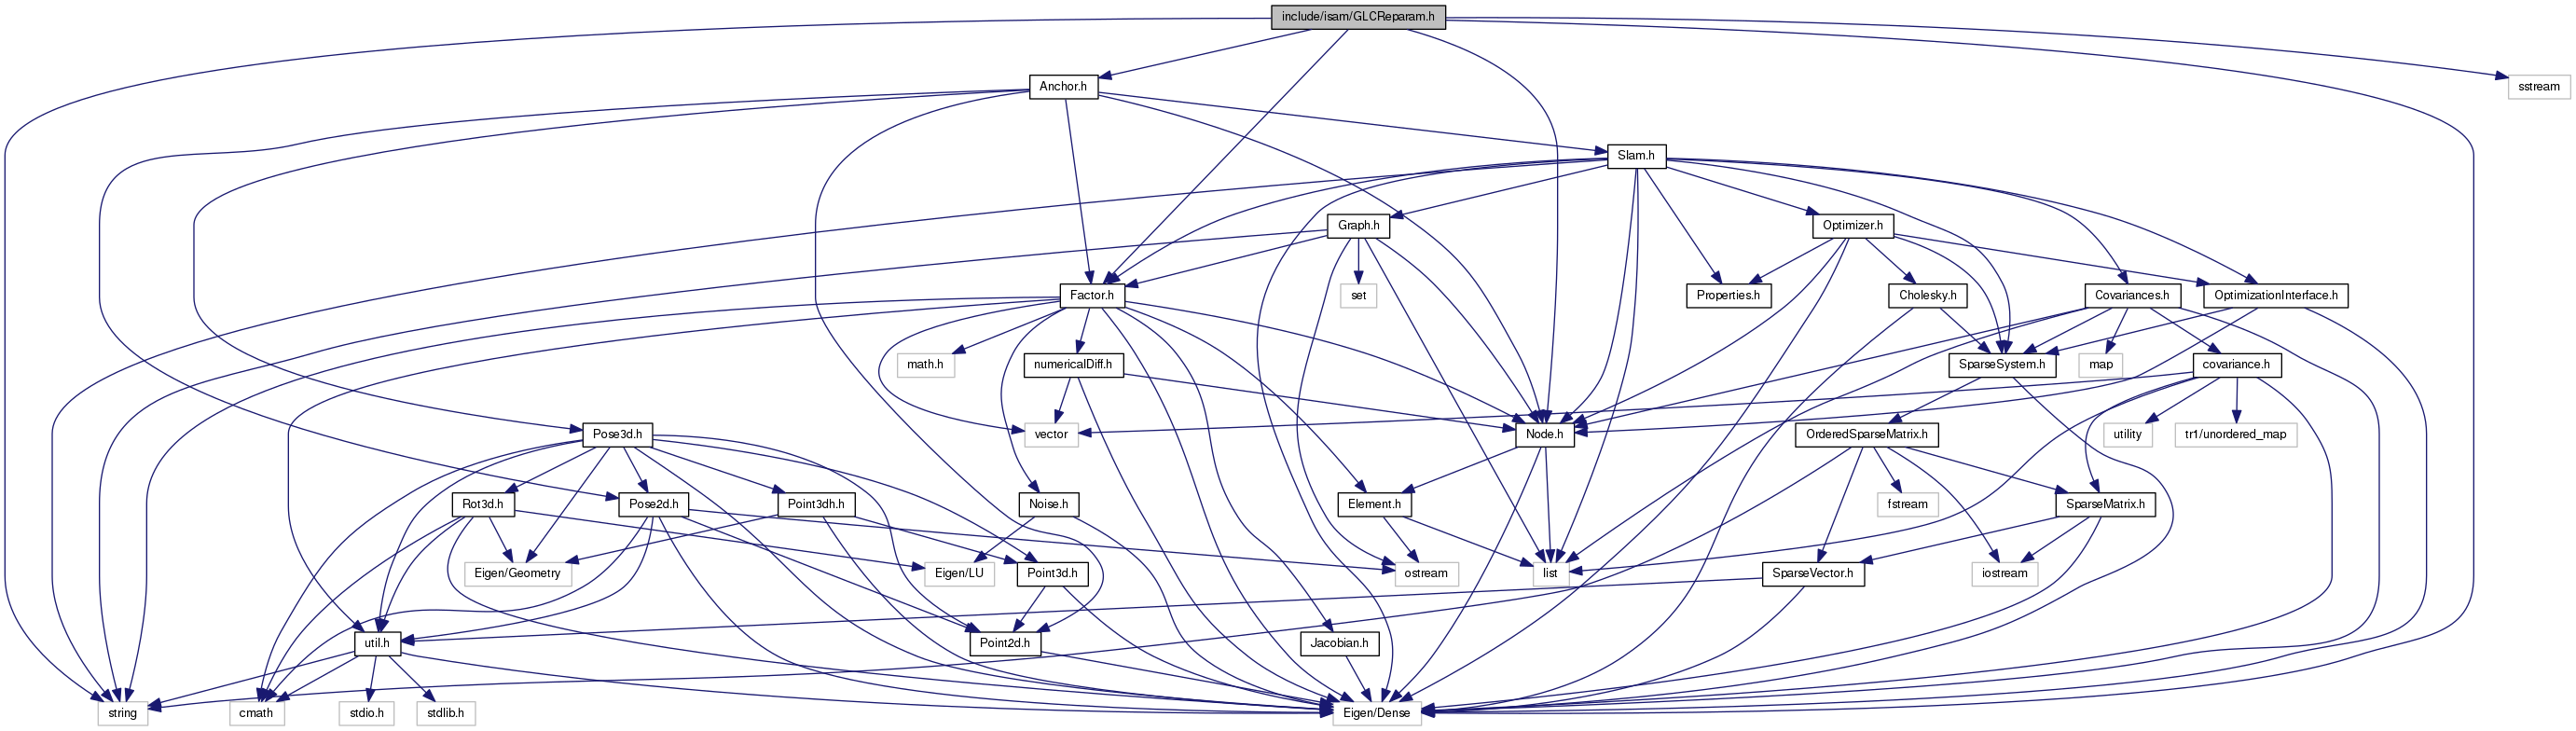 include/isam/GLCReparam.h
Anchor.h
sstream
Slam.h
Graph.h
Optimizer.h
Factor.h
set
Properties.h
Cholesky.h
Covariances.h
OptimizationInterface.h
math.h
numericalDiff.h
SparseSystem.h
map
covariance.h
Pose3d.h
vector
Node.h
OrderedSparseMatrix.h
utility
tr1/unordered_map
Rot3d.h
Pose2d.h
Point3dh.h
Noise.h
Element.h
fstream
SparseMatrix.h
Eigen/Geometry
Eigen/LU
Point3d.h
ostream
list
SparseVector.h
iostream
util.h
Point2d.h
Jacobian.h
string
cmath
stdio.h
stdlib.h
Eigen/Dense